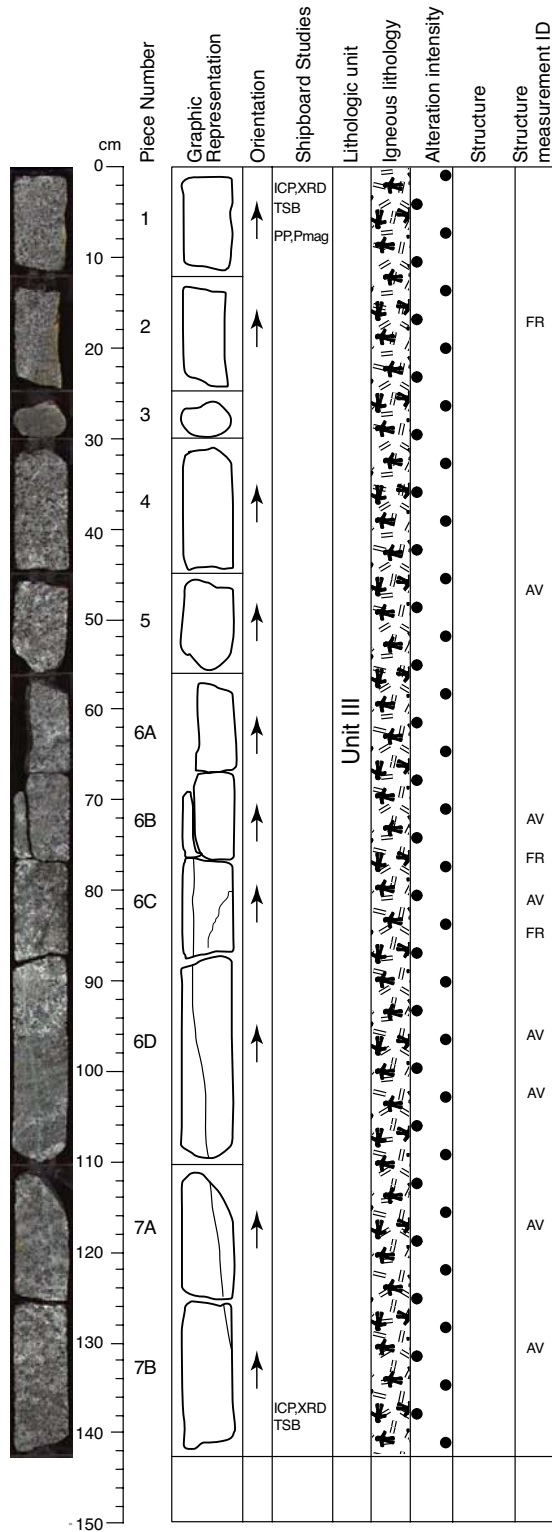 cm
Piece Number
Graphic
Representation
Orientation
Shipboard Studies
Lithologic unit
Igneous lithology
Alteration intensity
Structure
Structure
measurement ID
0
10
20
30
40
50
60
70
80
90
100
110
120
130
140
150
1
2
3
4
5
6A
6B
6C
6D
7A
7B
ICP,XRD
TSB
PP,Pmag
ICP,XRD
TSB
Unit III
FR
AV
AV
FR
AV
FR
AV
AV
AV
AV